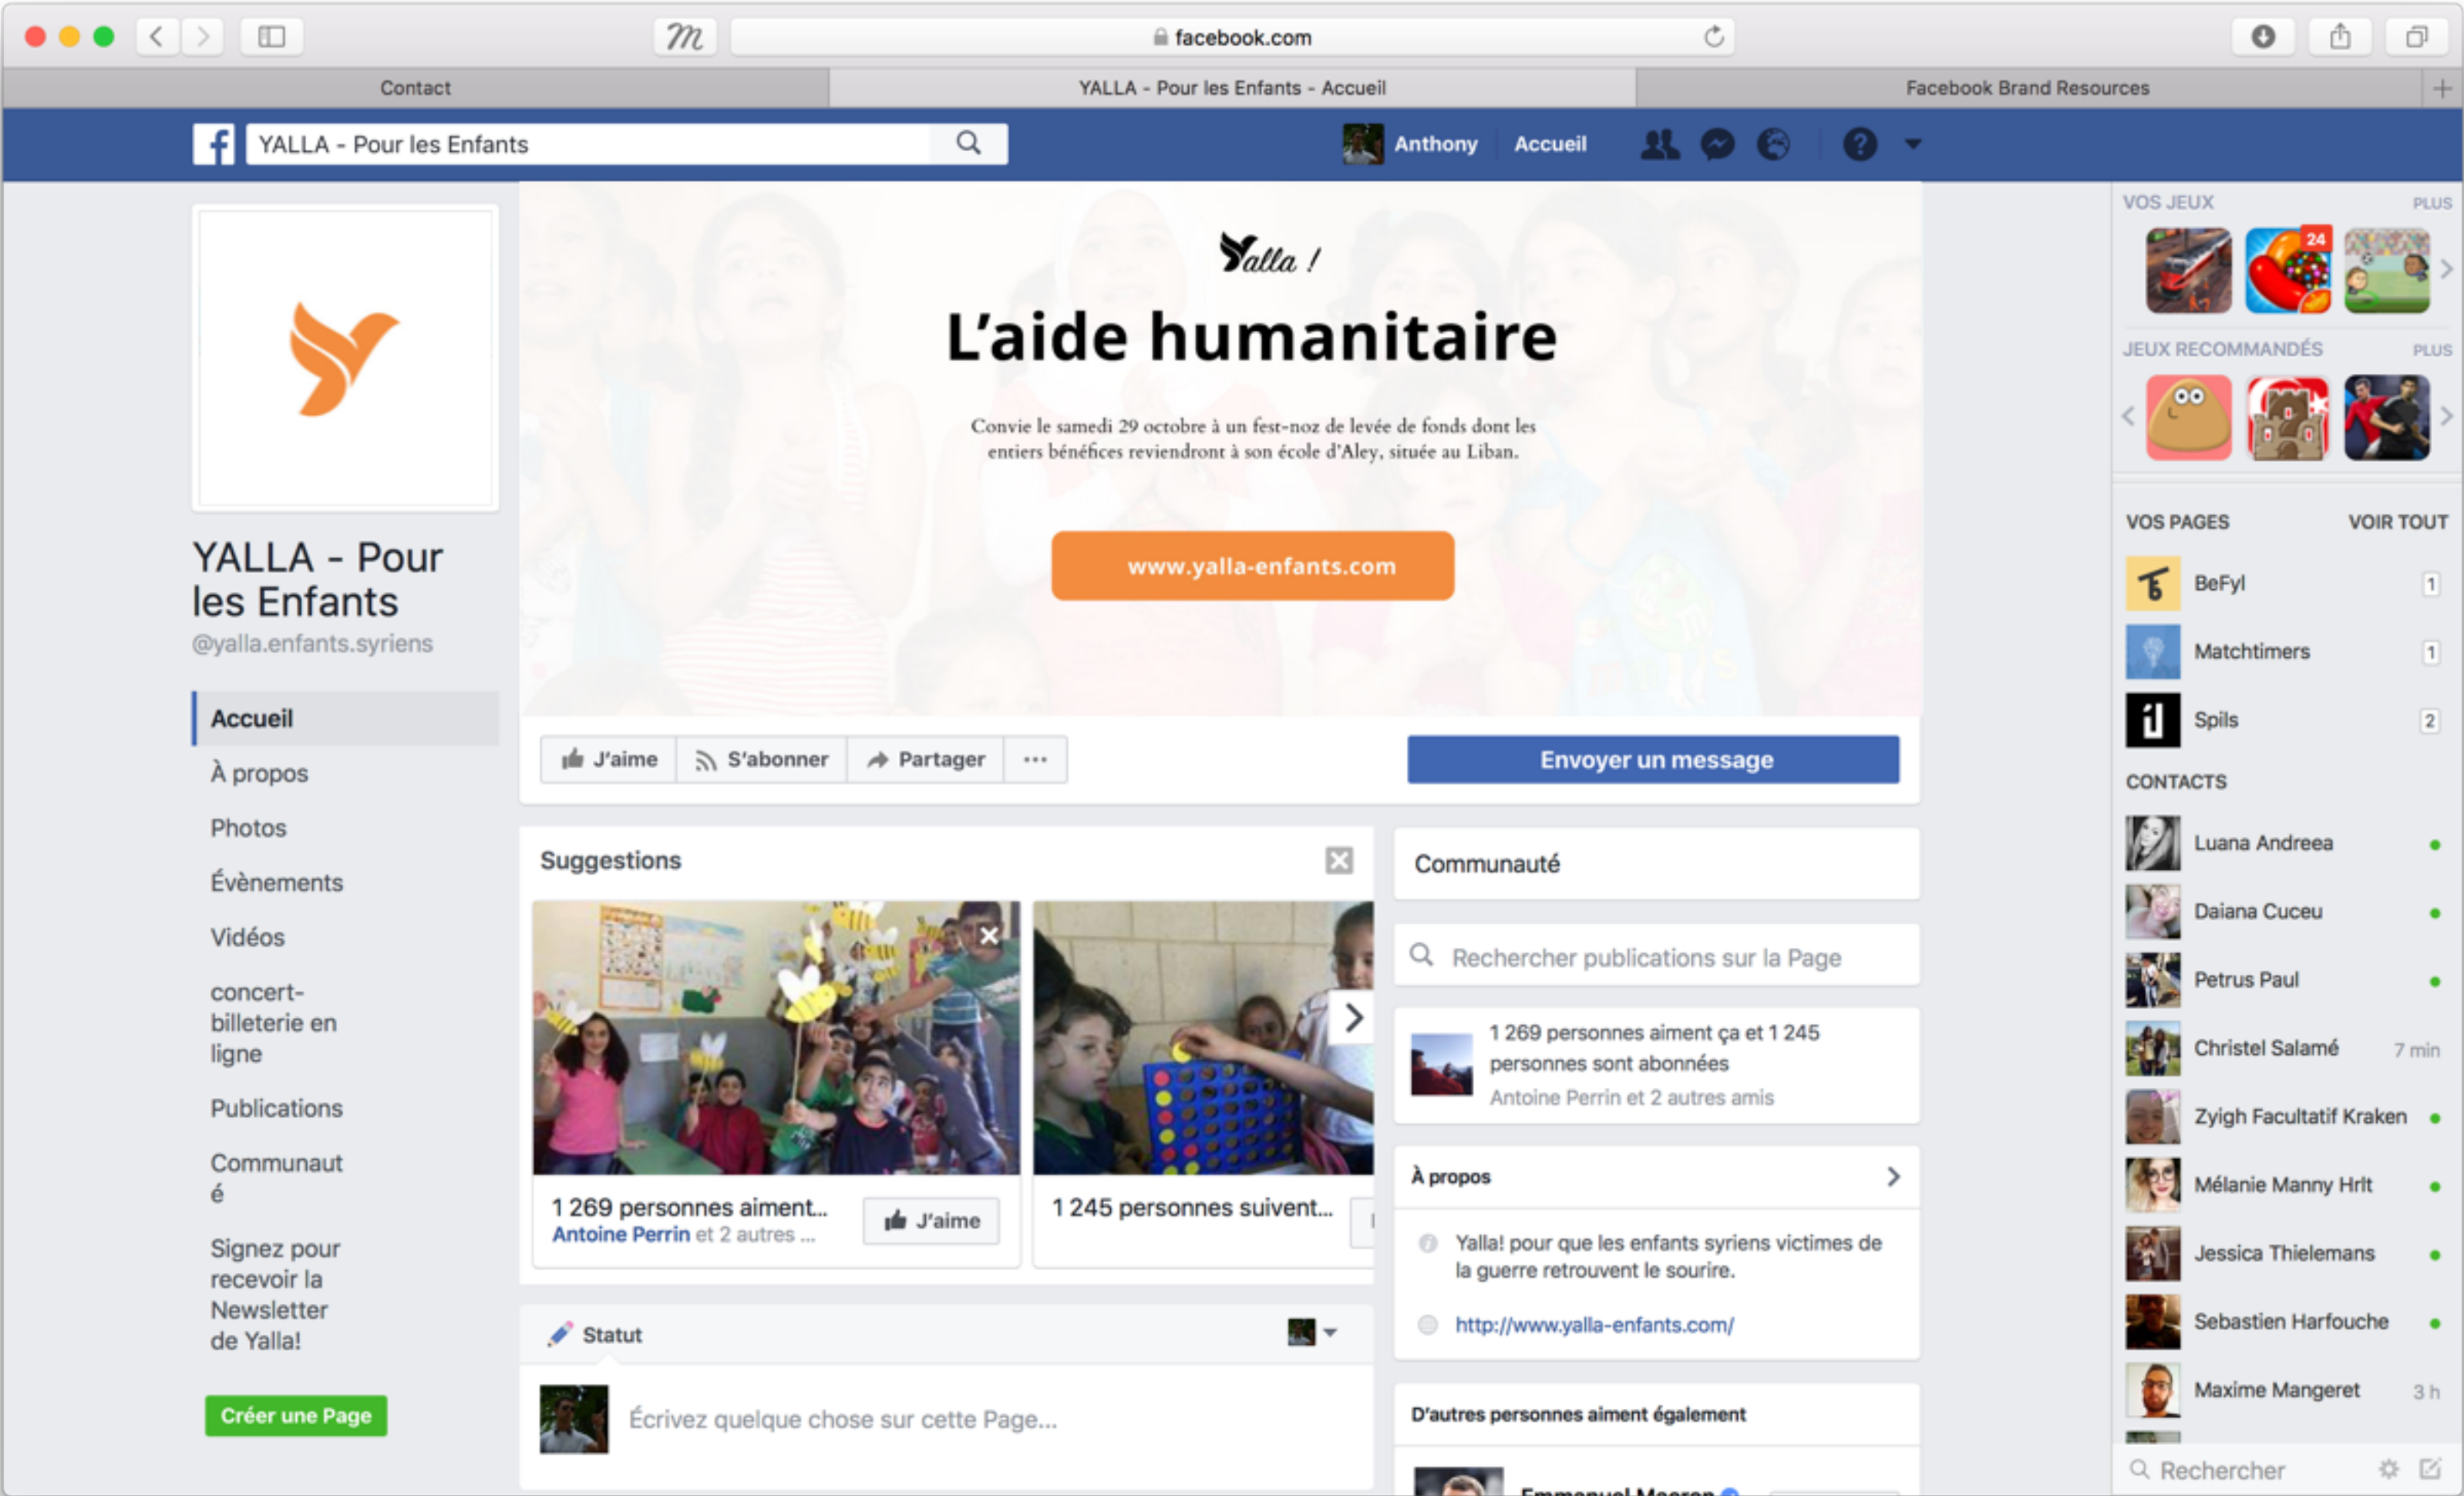 facebook.com
Contact
YALLA - Pour les Enfants - Accueil
Facebook Brand Resources
YALLA - Pour les Enfants
Anthony
Accueil
YALLA - Pour
les Enfants
@yalla.enfants.syriens
Accueil
À propos
Photos
Évènements
Vidéos
concert-
billeterie en
ligne
Publications
Communaut
é
Signez pour
recevoir la
Newsletter
de Yalla!
Créer une Page
Yalla !
L'aide humanitaire
Convie le samedi 29 octobre à un fest-noz de levée de fonds dont les
entiers bénéfices reviendront à son école d'Aley, située au Liban.
www.yalla-enfants.com
J'aime
S'abonner
Partager
Envoyer un message
Suggestions
1 269 personnes aiment...
Antoine Perrin et 2 autres ...
J'aime
1 245 personnes suivent...
Statut
Écrivez quelque chose sur cette Page...
Communauté
Rechercher publications sur la Page
1 269 personnes aiment ça et 1 245
personnes sont abonnées
Antoine Perrin et 2 autres amis
À propos
Yalla! pour que les enfants syriens victimes de
la guerre retrouvent le sourire.
http://www.yalla-enfants.com/
D'autres personnes aiment également
Emmanuel Macron
VOS JEUX PLUS
24
JEUX RECOMMANDÉS PLUS
VOS PAGES VOIR TOUT
BeFyl 1
Matchtimers 1
Spils 2
CONTACTS
Luana Andreea
Daiana Cuceu
Petrus Paul
Christel Salamé 7 min
Zyigh Facultatif Kraken
Mélanie Manny Hrlt
Jessica Thielemans
Sebastien Harfouche
Maxime Mangeret 3 h
Rechercher